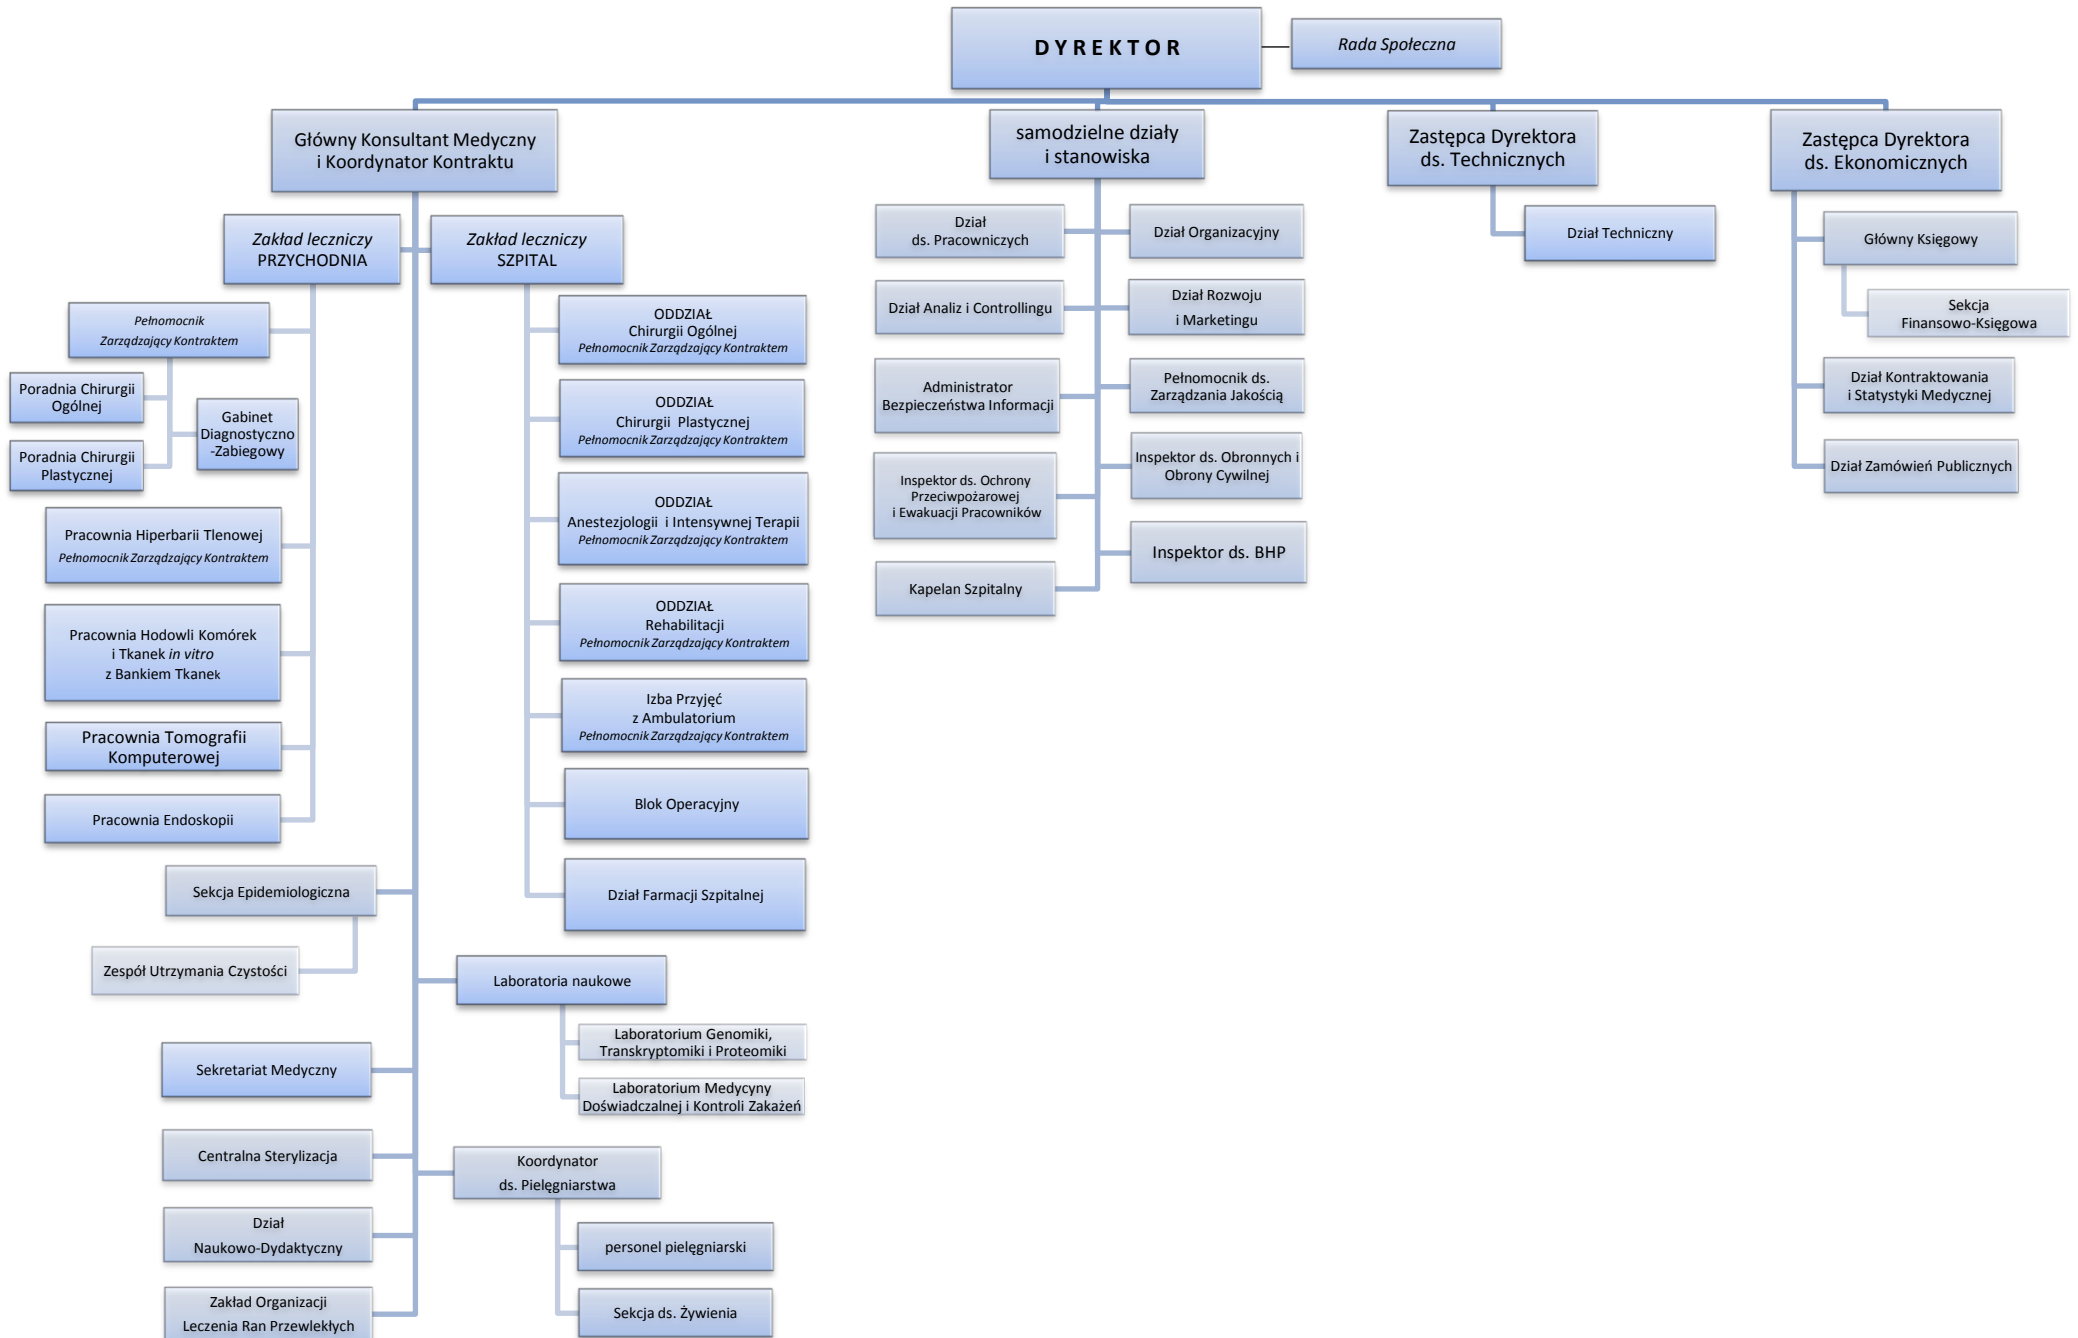 DYREKTOR
Rada Społeczna
Główny Konsultant Medyczny
i Koordynator Kontraktu
samodzielne działy
i stanowiska
Zastępca Dyrektora
ds. Technicznych
Zastępca Dyrektora
ds. Ekonomicznych
Zakład leczniczy
PRZYCHODNIA
Zakład leczniczy
SZPITAL
Pełnomocnik
Zarządzający Kontraktem
Poradnia Chirurgii
Ogólnej
Gabinet
Diagnostyczno
-Zabiegowy
Poradnia Chirurgii
Plastycznej
Pracownia Hiperbarii Tlenowej
Pełnomocnik Zarządzający Kontraktem
Pracownia Hodowli Komórek
i Tkanek in vitro
z Bankiem Tkanek
Pracownia Tomografii
Komputerowej
Pracownia Endoskopii
ODDZIAŁ
Chirurgii Ogólnej
Pełnomocnik Zarządzający Kontraktem
ODDZIAŁ
Chirurgii Plastycznej
Pełnomocnik Zarządzający Kontraktem
ODDZIAŁ
Anestezjologii i Intensywnej Terapii
Pełnomocnik Zarządzający Kontraktem
ODDZIAŁ
Rehabilitacji
Pełnomocnik Zarządzający Kontraktem
Izba Przyjęć
z Ambulatorium
Pełnomocnik Zarządzający Kontraktem
Blok Operacyjny
Dział Farmacji Szpitalnej
Sekcja Epidemiologiczna
Zespół Utrzymania Czystości
Laboratoria naukowe
Laboratorium Genomiki,
Transkryptomiki i Proteomiki
Laboratorium Medycyny
Doświadczalnej i Kontroli Zakażeń
Sekretariat Medyczny
Centralna Sterylizacja
Koordynator
ds. Pielęgniarstwa
personel pielęgniarski
Sekcja ds. Żywienia
Dział
Naukowo-Dydaktyczny
Zakład Organizacji
Leczenia Ran Przewlekłych
Dział
ds. Pracowniczych
Dział Organizacyjny
Dział Analiz i Controllingu
Dział Rozwoju
i Marketingu
Administrator
Bezpieczeństwa Informacji
Pełnomocnik ds.
Zarządzania Jakością
Inspektor ds. Ochrony
Przeciwpożarowej
i Ewakuacji Pracowników
Inspektor ds. Obronnych i
Obrony Cywilnej
Inspektor ds. BHP
Kapelan Szpitalny
Dział Techniczny
Główny Księgowy
Sekcja
Finansowo-Księgowa
Dział Kontraktowania
i Statystyki Medycznej
Dział Zamówień Publicznych